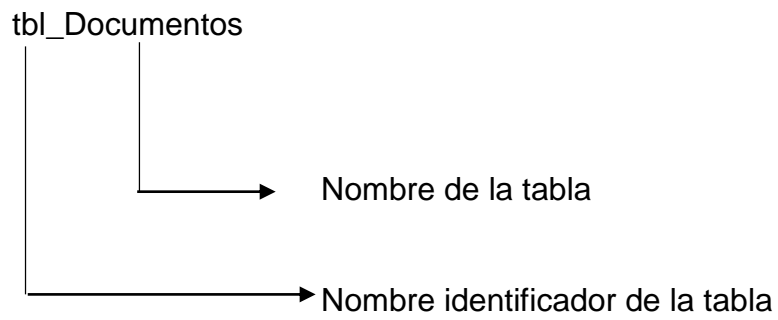 tbl_Documentos
Nombre de la tabla
Nombre identificador de la tabla